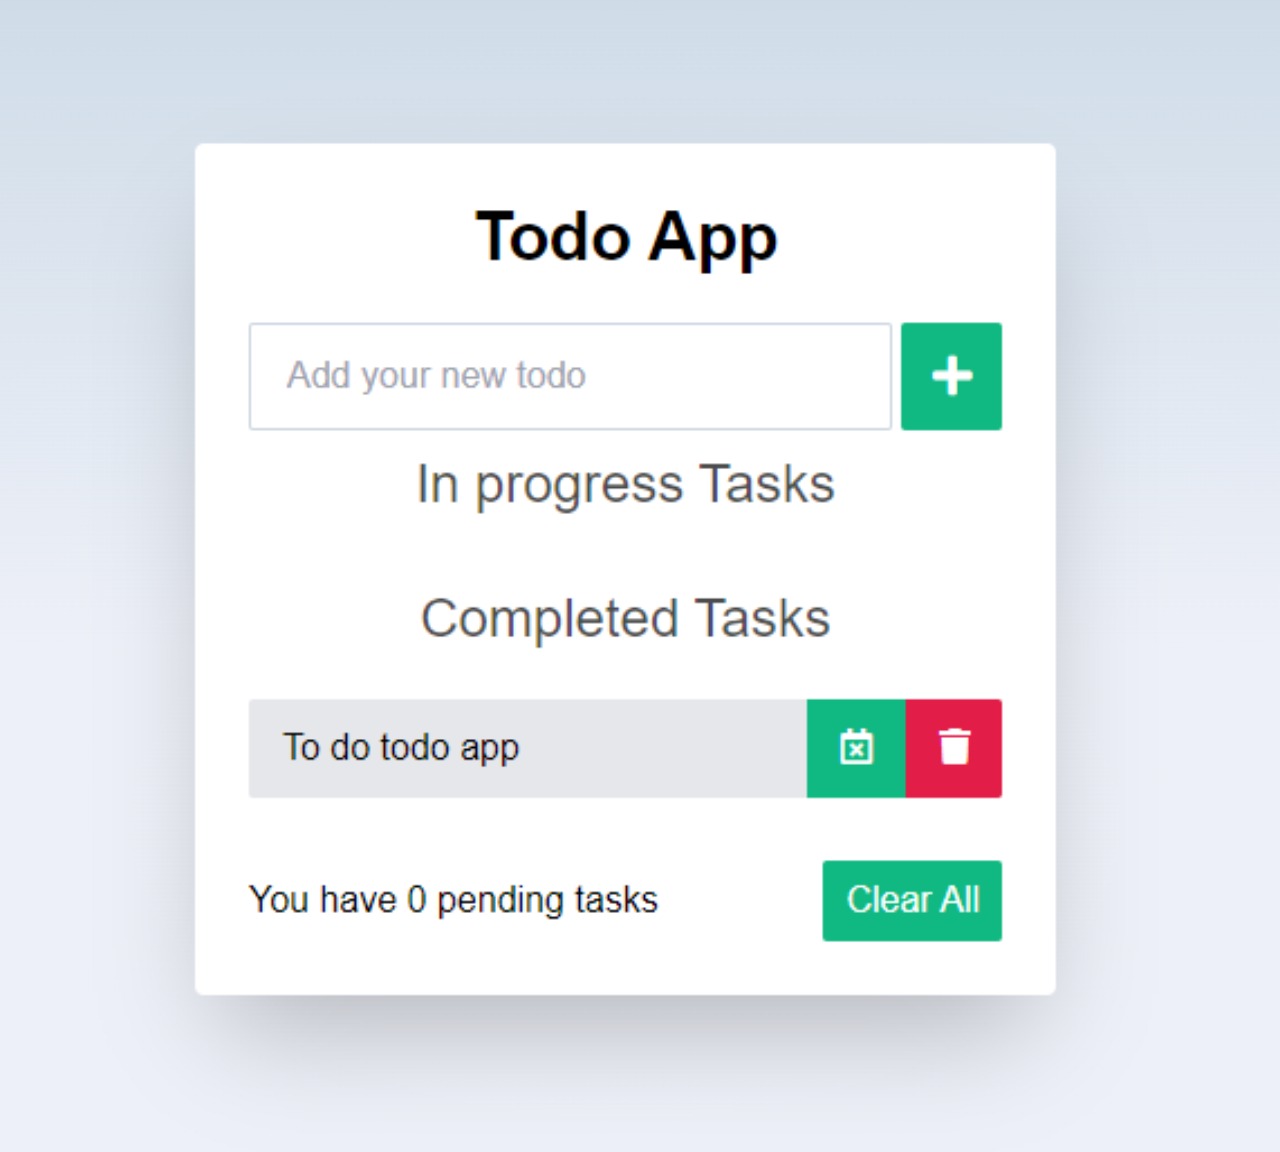 Todo App
Add your new todo
In progress Tasks
Completed Tasks
To do todo app
You have 0 pending tasks
Clear All